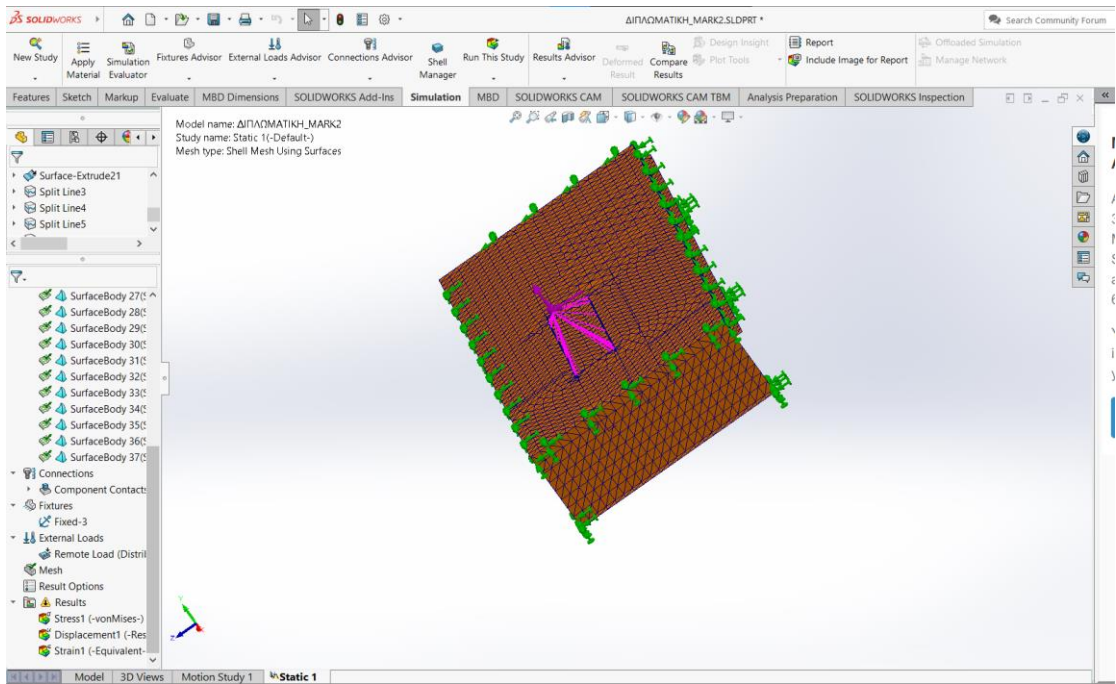 SOLIDWORKS
ΔΙΠΛΩΜΑΤΙΚΗ_MARK2.SLDPRT *
Search Community Forum
New Study
Apply Material
Simulation Evaluator
Fixtures Advisor
External Loads Advisor
Connections Advisor
Shell Manager
Run This Study
Results Advisor
Deformed Result
Compare Results
Design Insight
Plot Tools
Report
Include Image for Report
Offloaded Simulation
Manage Network
Features
Sketch
Markup
Evaluate
MBD Dimensions
SOLIDWORKS Add-Ins
Simulation
MBD
SOLIDWORKS CAM
SOLIDWORKS CAM TBM
Analysis Preparation
SOLIDWORKS Inspection
Model name: ΔΙΠΛΩΜΑΤΙΚΗ_MARK2
Study name: Static 1(-Default-)
Mesh type: Shell Mesh Using Surfaces
Surface-Extrude21
Split Line3
Split Line4
Split Line5
SurfaceBody 27(S
SurfaceBody 28(S
SurfaceBody 29(S
SurfaceBody 30(S
SurfaceBody 31(S
SurfaceBody 32(S
SurfaceBody 33(S
SurfaceBody 34(S
SurfaceBody 35(S
SurfaceBody 36(S
SurfaceBody 37(S
Connections
Component Contacts
Fixtures
Fixed-3
External Loads
Remote Load (Distril
Mesh
Result Options
Results
Stress1 (-vonMises-)
Displacement1 (-Res
Strain1 (-Equivalent-
Y
Z
Model
3D Views
Motion Study 1
Static 1